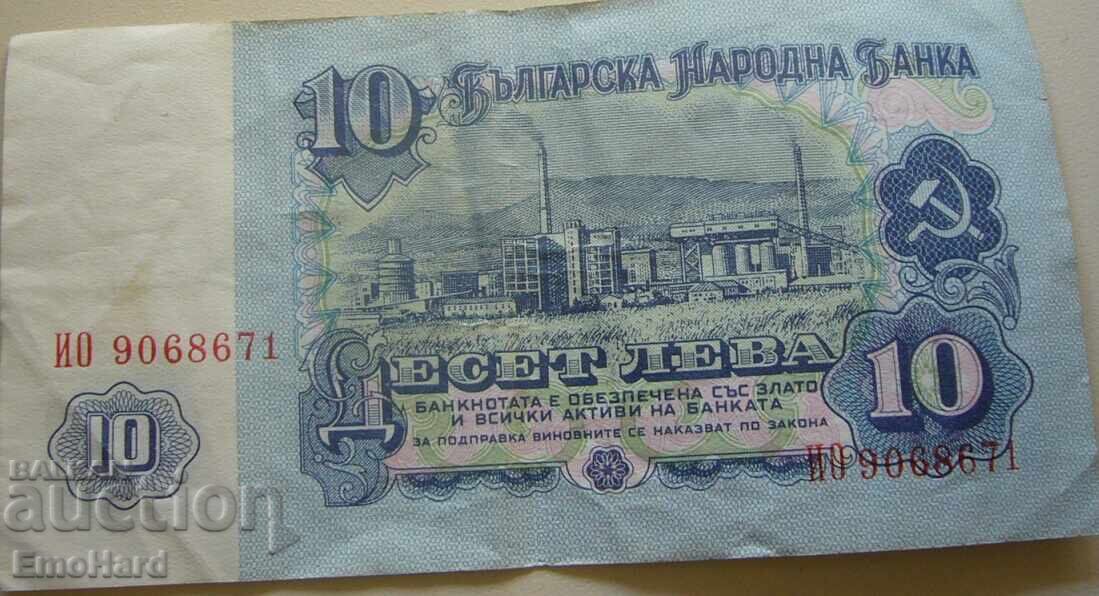 10 БЪЛГАРСКА НАРОДНА БАНКА
ИО 9068671
10
ДЕСЕТ ЛЕВА
10
БАНКНОТАТА Е ОБЕЗПЕЧЕНА СЪС ЗЛАТО
И ВСИЧКИ АКТИВИ НА БАНКАТА
ЗА ПОДПРАВКА ВИНОВНИТЕ СЕ НАКАЗВАТ ПО ЗАКОНА
ИО 9068671
BALKAN
auction
EmoHard